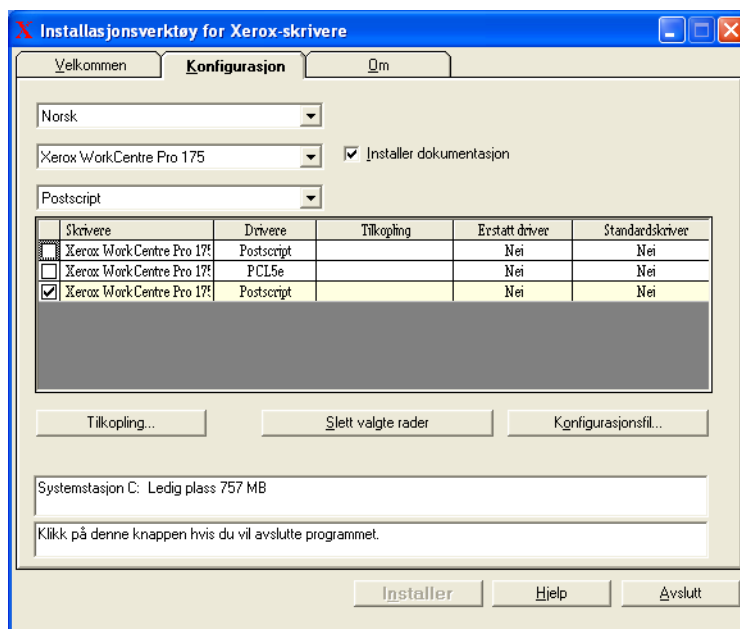 Installasjonsverktøy for Xerox-skrivere
Velkommen Konfigurasjon Om
Norsk
Xerox WorkCentre Pro 175 Installer dokumentasjon
Postscript
Skrivere Drivere Tilkopling Erstatt driver Standardskriver
Xerox WorkCentre Pro 175 Postscript Nei Nei
Xerox WorkCentre Pro 175 PCL5e Nei Nei
Xerox WorkCentre Pro 175 Postscript Nei Nei
Tilkopling... Slett valgte rader Konfigurasjonsfil...
Systemstasjon C: Ledig plass 757 MB
Klikk på denne knappen hvis du vil avslutte programmet.
Installer Hjelp Avslutt